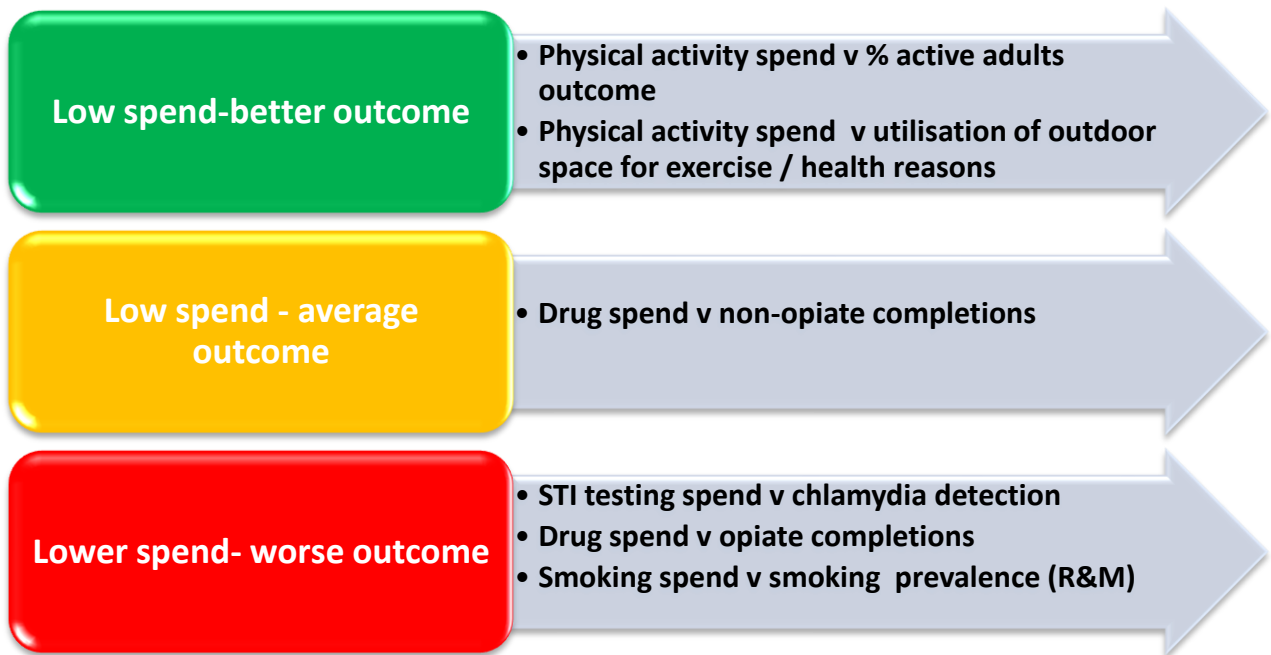 Low spend-better outcome
• Physical activity spend v % active adults
outcome
• Physical activity spend  v utilisation of outdoor
space for exercise / health reasons
Low spend - average
outcome
• Drug spend v non-opiate completions
Lower spend- worse outcome
• STI testing spend v chlamydia detection
• Drug spend v opiate completions
• Smoking spend v smoking  prevalence (R&M)